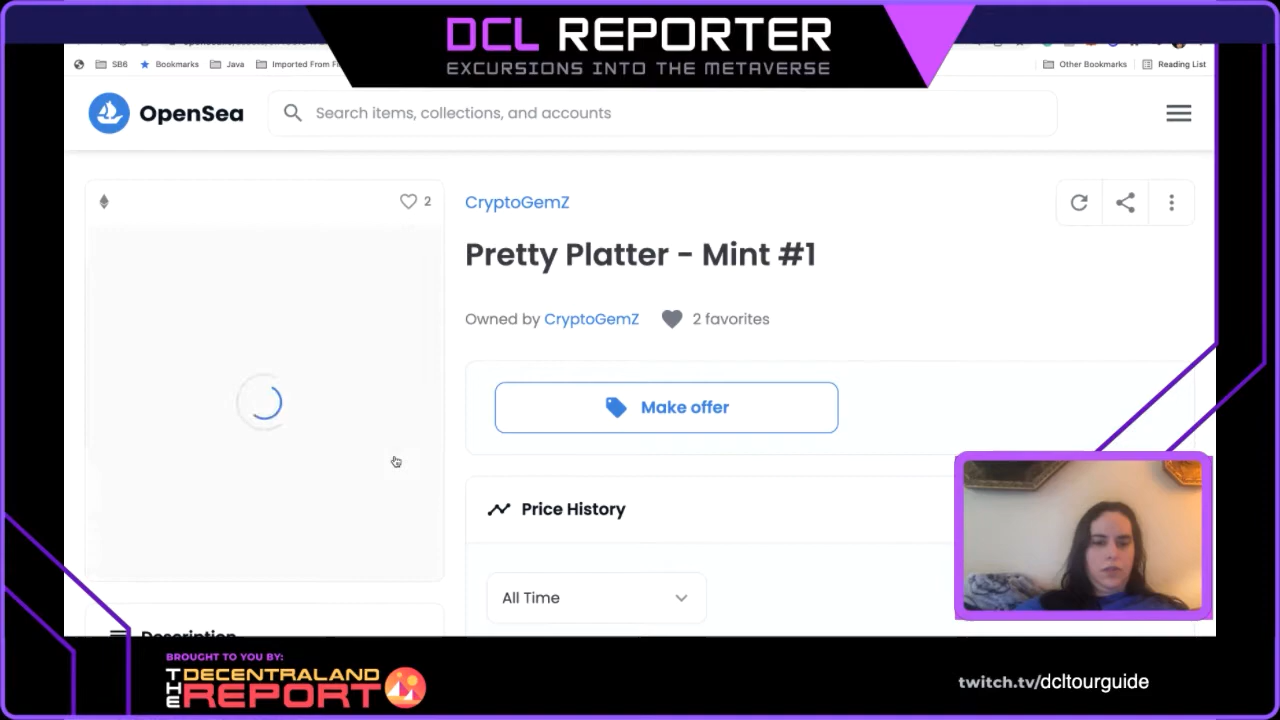 DCL REPORTER
EXCURSIONS INTO THE METAVERSE
SB6
Bookmarks
Java
Imported From Fi
Other Bookmarks
Reading List
OpenSea
Search items, collections, and accounts
2
CryptoGemZ
Pretty Platter - Mint #1
Owned by CryptoGemZ
2 favorites
Make offer
Price History
All Time
Description
BROUGHT TO YOU BY:
THE DECENTRALAND
REPORT
twitch.tv/dcltourguide